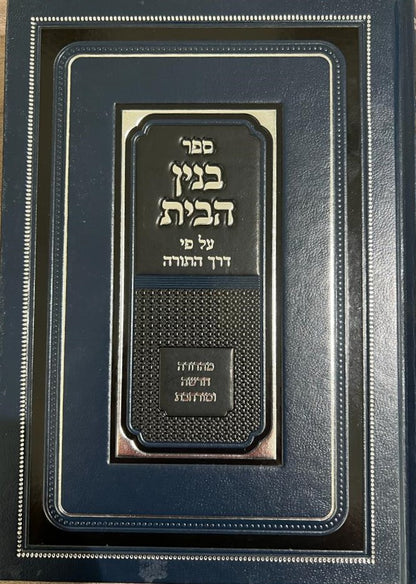 ספר
בנין
הבית
על פי
דרך התורה
מהדורה
חדשה
ומורחבת